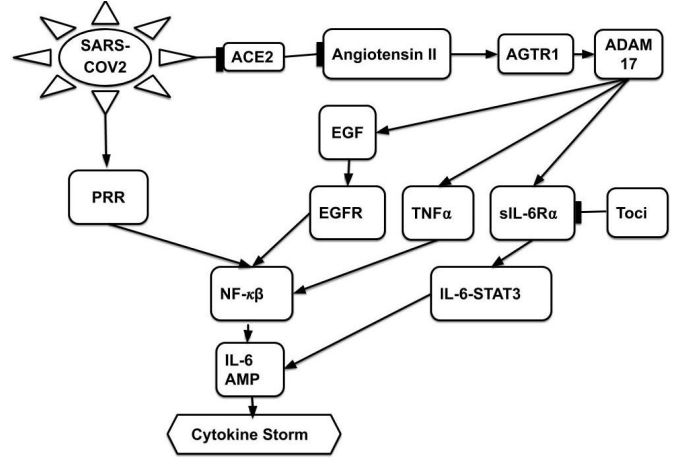 SARS-
COV2
ACE2
Angiotensin II
AGTR1
ADAM
17
EGF
PRR
EGFR
TNFα
sIL-6Rα
Toci
NF-κβ
IL-6-STAT3
IL-6
AMP
Cytokine Storm